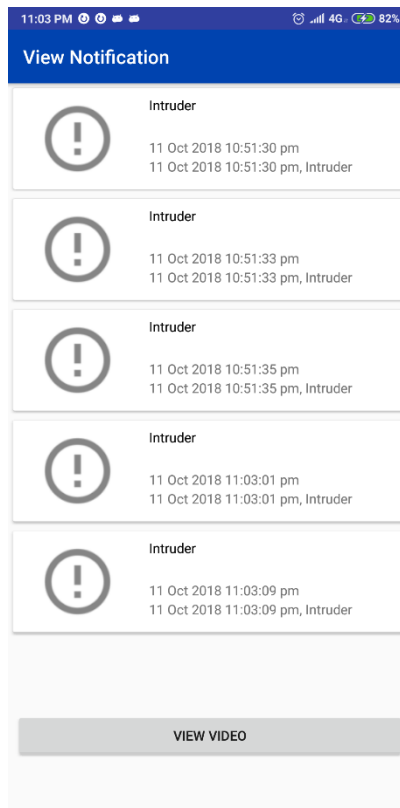 11:03 PM 4G 82%
View Notification
Intruder
11 Oct 2018 10:51:30 pm
11 Oct 2018 10:51:30 pm, Intruder
Intruder
11 Oct 2018 10:51:33 pm
11 Oct 2018 10:51:33 pm, Intruder
Intruder
11 Oct 2018 10:51:35 pm
11 Oct 2018 10:51:35 pm, Intruder
Intruder
11 Oct 2018 11:03:01 pm
11 Oct 2018 11:03:01 pm, Intruder
Intruder
11 Oct 2018 11:03:09 pm
11 Oct 2018 11:03:09 pm, Intruder
VIEW VIDEO